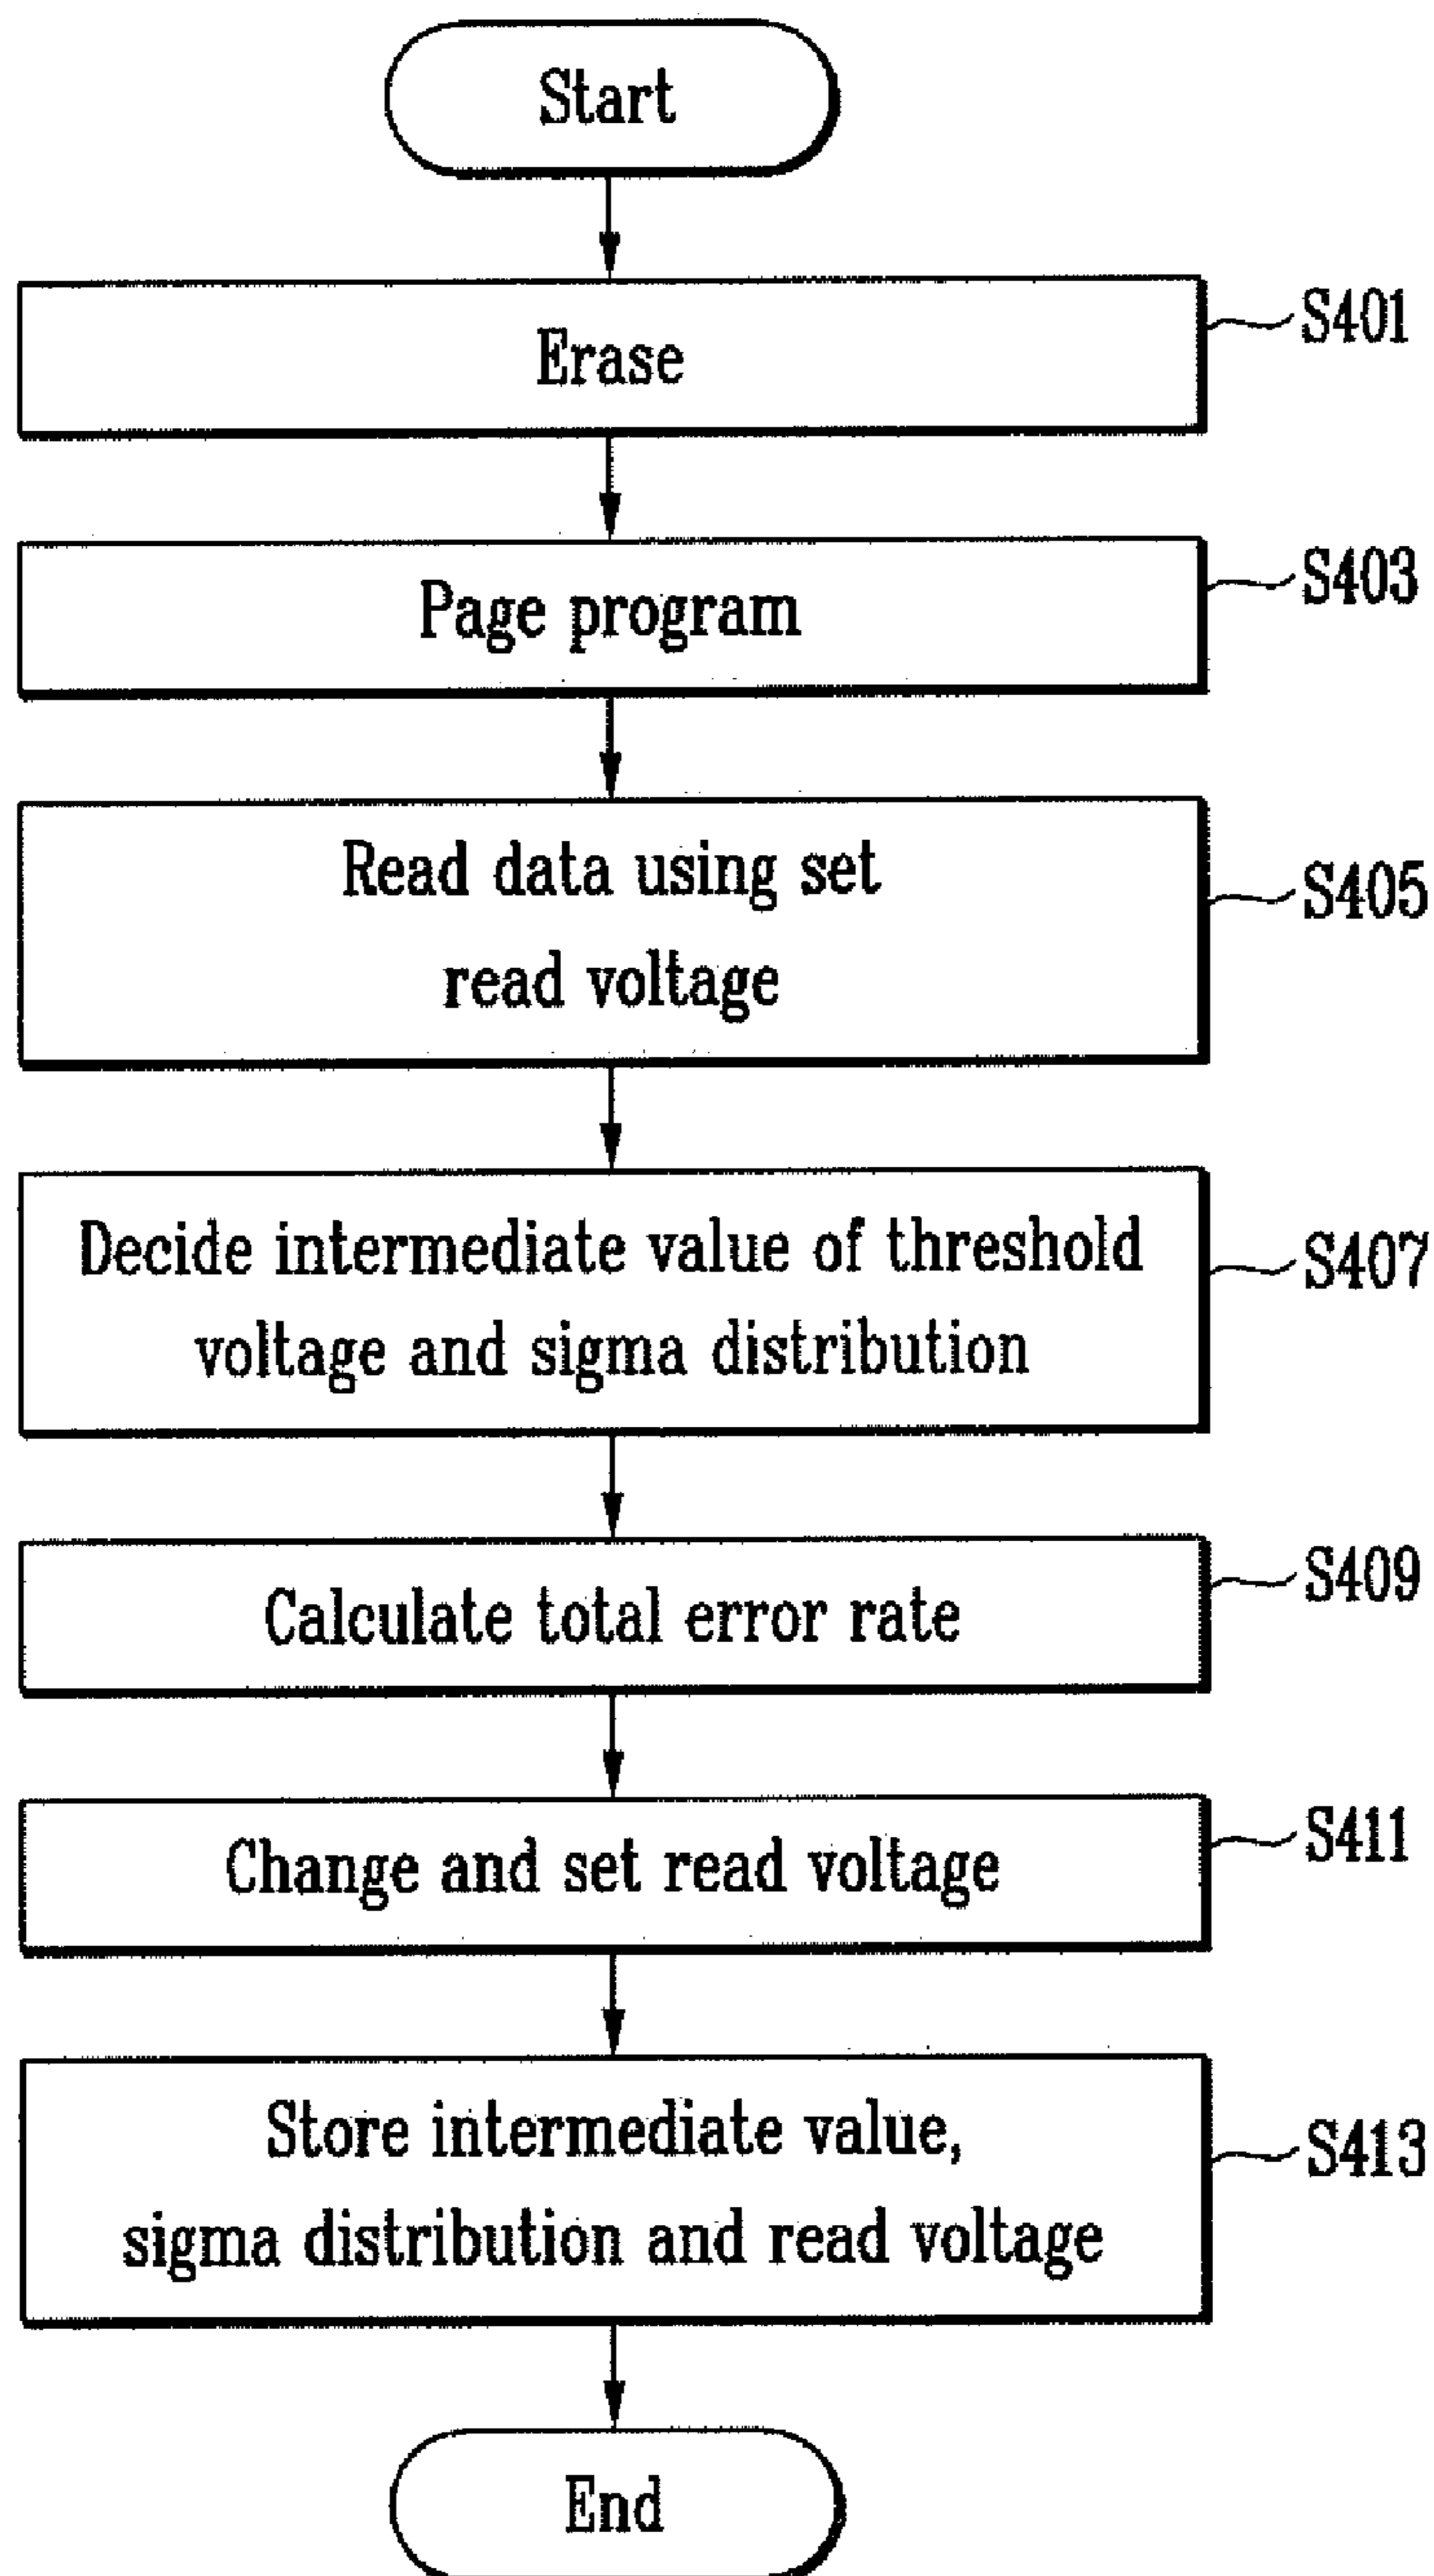 Start
Erase
S401
Page program
S403
Read data using set
read voltage
S405
Decide intermediate value of threshold
voltage and sigma distribution
S407
Calculate total error rate
S409
Change and set read voltage
S411
Store intermediate value,
sigma distribution and read voltage
S413
End